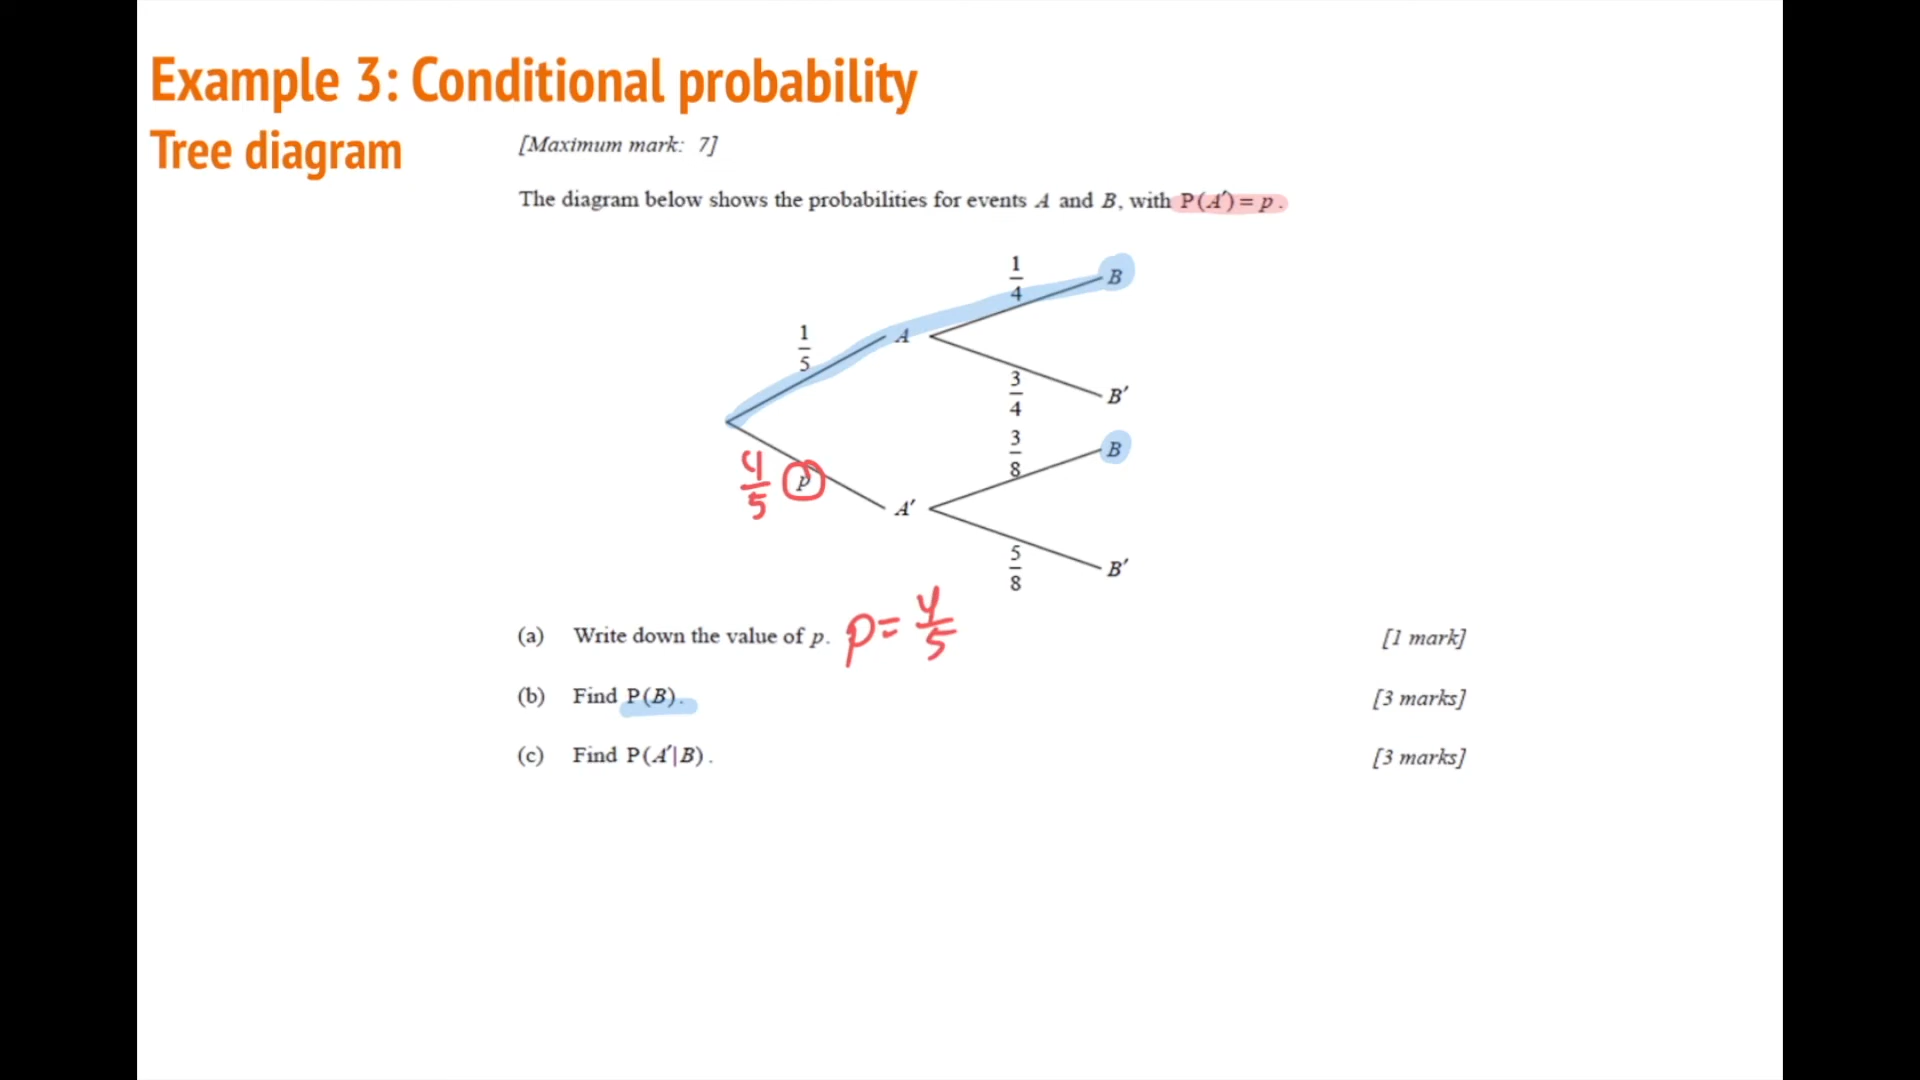 Example 3: Conditional probability
Tree diagram
[Maximum mark: 7]
The diagram below shows the probabilities for events A and B, with P(A′) = p.
1/4
B
1/5
A
3/4
B′
3/8
B
4/5
p
A′
5/8
B′
(a) Write down the value of p. p = 4/5 [1 mark]
(b) Find P(B). [3 marks]
(c) Find P(A′|B). [3 marks]